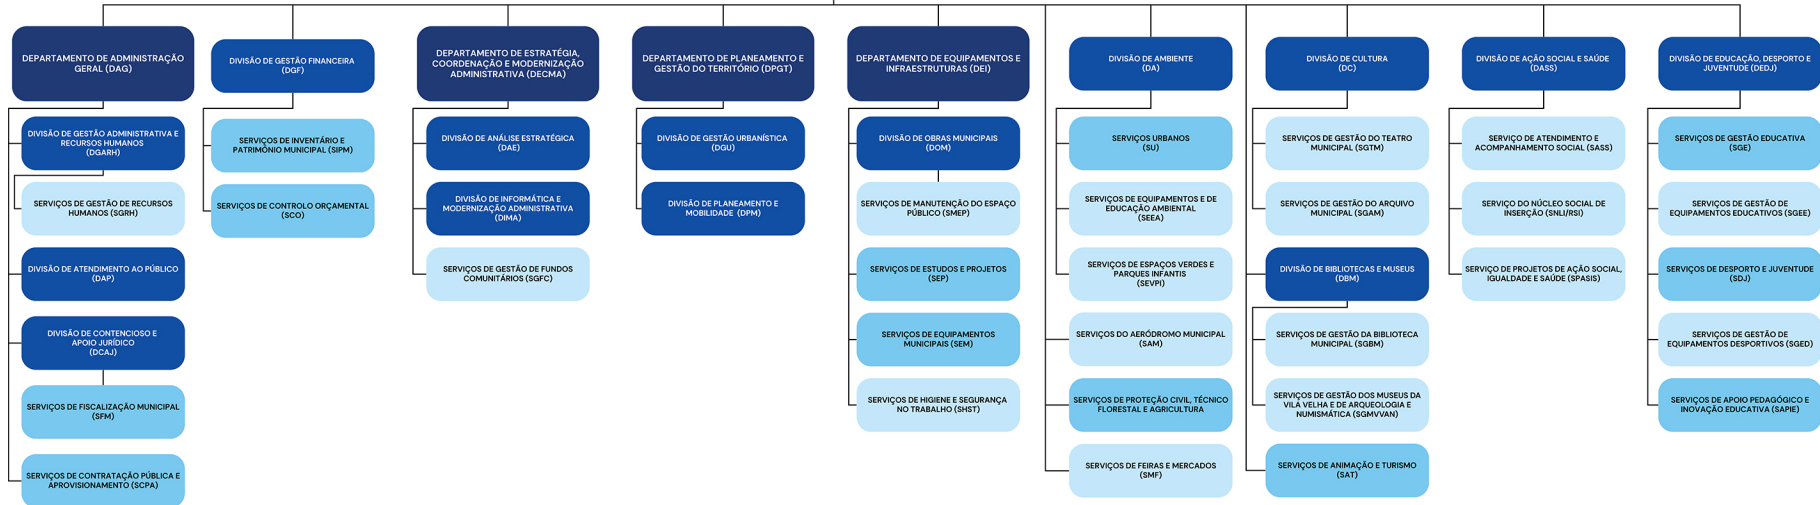 DEPARTAMENTO DE ADMINISTRAÇÃO
GERAL (DAG)
DIVISÃO DE GESTÃO ADMINISTRATIVA E
RECURSOS HUMANOS
(DGARH)
SERVIÇOS DE GESTÃO DE RECURSOS
HUMANOS (SGRH)
DIVISÃO DE ATENDIMENTO AO PÚBLICO
(DAP)
DIVISÃO DE CONTENCIOSO E
APOIO JURÍDICO
(DCAJ)
SERVIÇOS DE FISCALIZAÇÃO MUNICIPAL
(SFM)
SERVIÇOS DE CONTRATAÇÃO PÚBLICA E
APROVISIONAMENTO (SCPA)
DIVISÃO DE GESTÃO FINANCEIRA
(DGF)
SERVIÇOS DE INVENTÁRIO E
PATRIMÓNIO MUNICIPAL (SIPM)
SERVIÇOS DE CONTROLO ORÇAMENTAL
(SCO)
DEPARTAMENTO DE ESTRATÉGIA,
COORDENAÇÃO E MODERNIZAÇÃO
ADMINISTRATIVA (DECMA)
DIVISÃO DE ANÁLISE ESTRATÉGICA
(DAE)
DIVISÃO DE INFORMÁTICA E
MODERNIZAÇÃO ADMINISTRATIVA
(DIMA)
SERVIÇOS DE GESTÃO DE FUNDOS
COMUNITÁRIOS (SGFC)
DEPARTAMENTO DE PLANEAMENTO E
GESTÃO DO TERRITÓRIO (DPGT)
DIVISÃO DE GESTÃO URBANÍSTICA
(DGU)
DIVISÃO DE PLANEAMENTO E
MOBILIDADE (DPM)
DEPARTAMENTO DE EQUIPAMENTOS E
INFRAESTRUTURAS (DEI)
DIVISÃO DE OBRAS MUNICIPAIS
(DOM)
SERVIÇOS DE MANUTENÇÃO DO ESPAÇO
PÚBLICO (SMEP)
SERVIÇOS DE ESTUDOS E PROJETOS
(SEP)
SERVIÇOS DE EQUIPAMENTOS
MUNICIPAIS (SEM)
SERVIÇOS DE HIGIENE E SEGURANÇA
NO TRABALHO (SHST)
DIVISÃO DE AMBIENTE
(DA)
SERVIÇOS URBANOS
(SU)
SERVIÇOS DE EQUIPAMENTOS E DE
EDUCAÇÃO AMBIENTAL
(SEEA)
SERVIÇOS DE ESPAÇOS VERDES E
PARQUES INFANTIS
(SEVPI)
SERVIÇOS DO AERÓDROMO MUNICIPAL
(SAM)
SERVIÇOS DE PROTEÇÃO CIVIL, TÉCNICO
FLORESTAL E AGRICULTURA
SERVIÇOS DE FEIRAS E MERCADOS
(SMF)
DIVISÃO DE CULTURA
(DC)
SERVIÇOS DE GESTÃO DO TEATRO
MUNICIPAL (SGTM)
SERVIÇOS DE GESTÃO DO ARQUIVO
MUNICIPAL (SGAM)
DIVISÃO DE BIBLIOTECAS E MUSEUS
(DBM)
SERVIÇOS DE GESTÃO DA BIBLIOTECA
MUNICIPAL (SGBM)
SERVIÇOS DE GESTÃO DOS MUSEUS DA
VILA VELHA E DE ARQUEOLOGIA E
NUMISMÁTICA (SGMVVAN)
SERVIÇOS DE ANIMAÇÃO E TURISMO
(SAT)
DIVISÃO DE AÇÃO SOCIAL E SAÚDE
(DASS)
SERVIÇO DE ATENDIMENTO E
ACOMPANHAMENTO SOCIAL (SASS)
SERVIÇO DO NÚCLEO SOCIAL DE
INSERÇÃO (SNLI/RSI)
SERVIÇO DE PROJETOS DE AÇÃO SOCIAL,
IGUALDADE E SAÚDE (SPASIS)
DIVISÃO DE EDUCAÇÃO, DESPORTO E
JUVENTUDE (DEDJ)
SERVIÇOS DE GESTÃO EDUCATIVA
(SGE)
SERVIÇOS DE GESTÃO DE
EQUIPAMENTOS EDUCATIVOS (SGEE)
SERVIÇOS DE DESPORTO E JUVENTUDE
(SDJ)
SERVIÇOS DE GESTÃO DE
EQUIPAMENTOS DESPORTIVOS (SGED)
SERVIÇOS DE APOIO PEDAGÓGICO E
INOVAÇÃO EDUCATIVA (SAPIE)